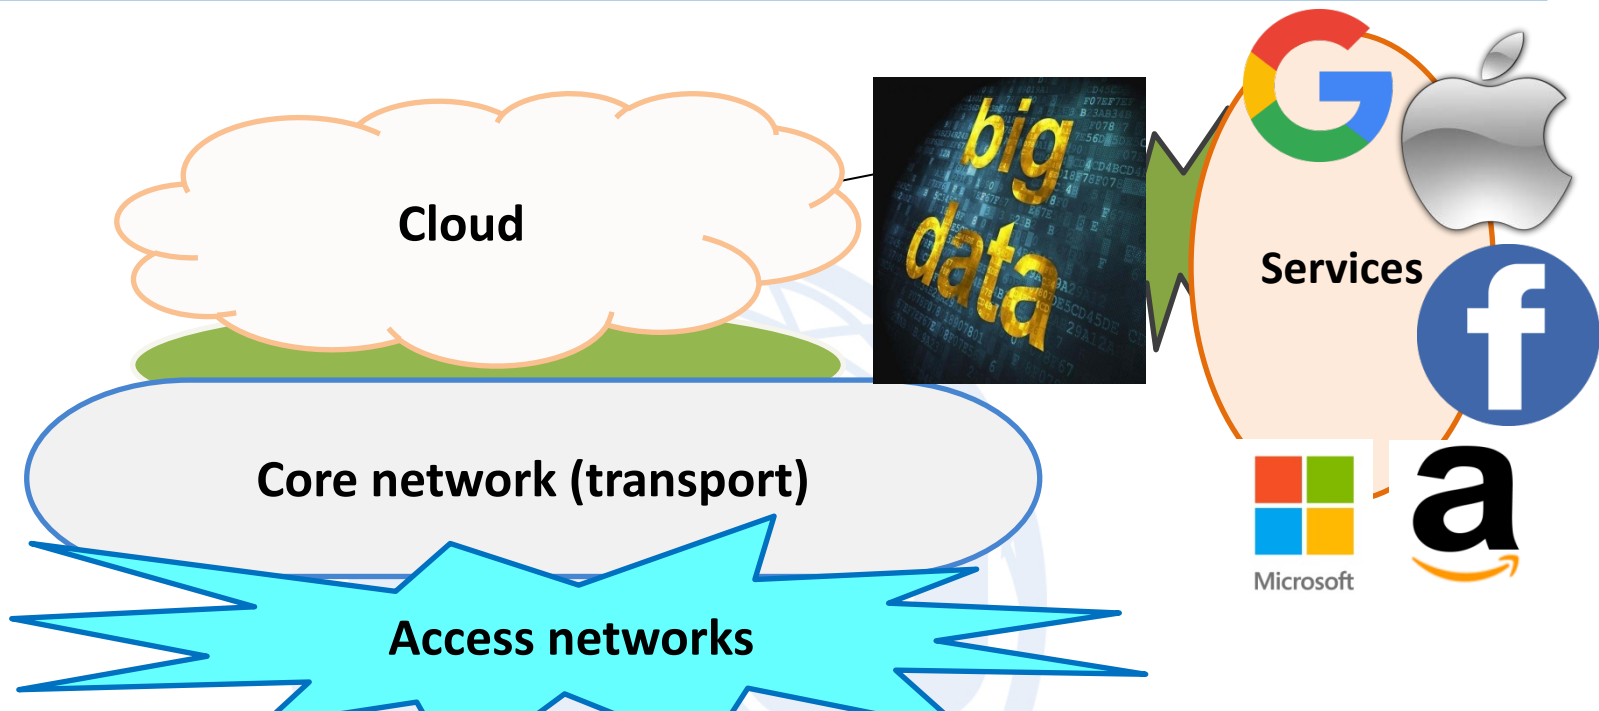 Cloud
big
data
Services
Core network (transport)
Microsoft
Access networks